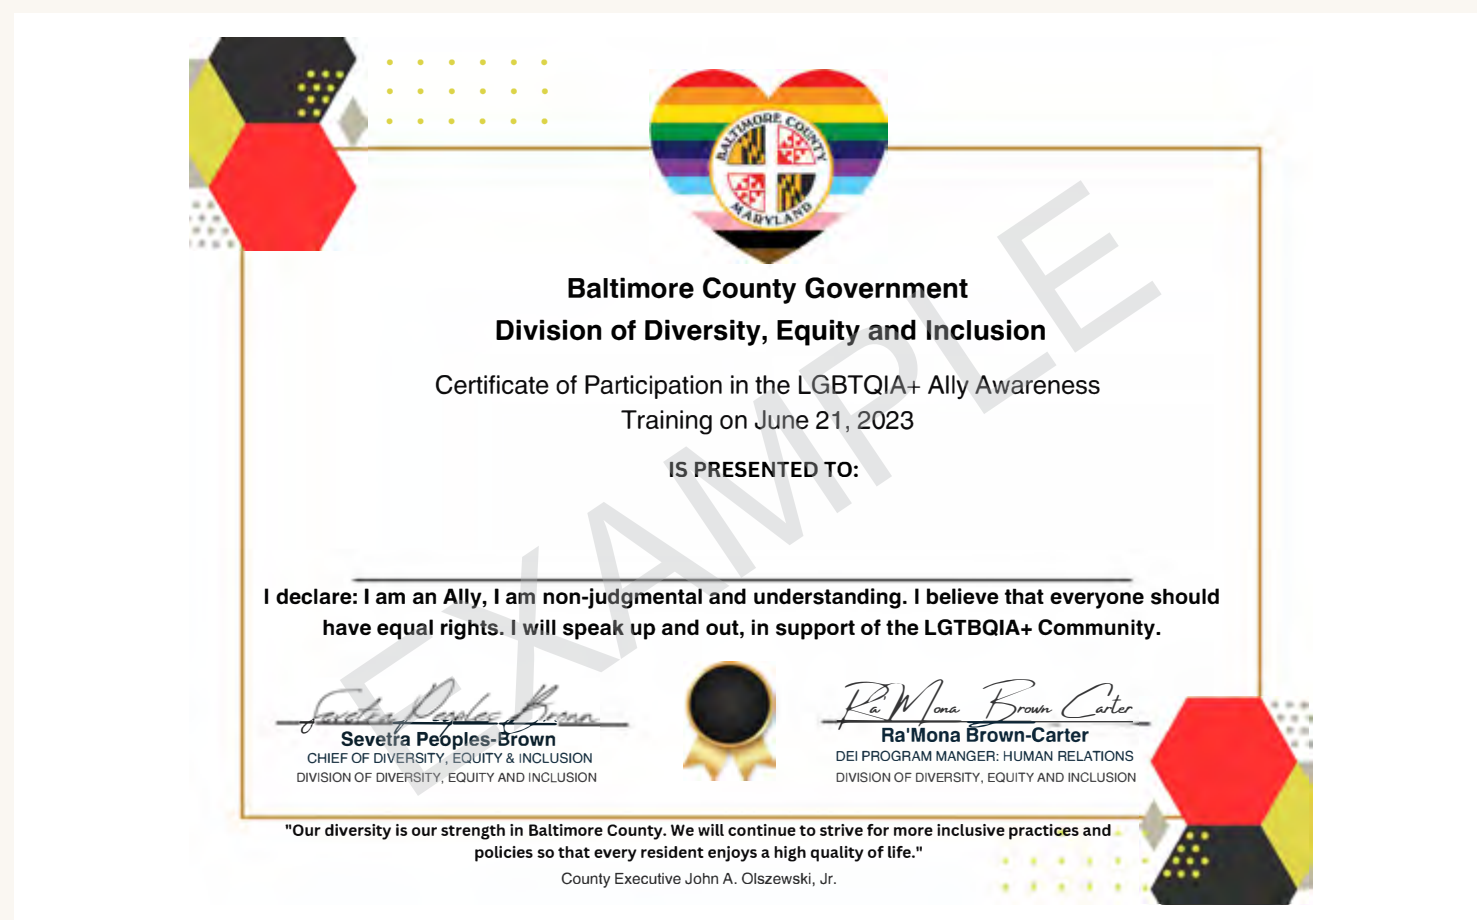 BALTIMORE COUNTY
MARYLAND
Baltimore County Government
Division of Diversity, Equity and Inclusion
Certificate of Participation in the LGBTQIA+ Ally Awareness
Training on June 21, 2023
IS PRESENTED TO:
EXAMPLE
I declare: I am an Ally, I am non-judgmental and understanding. I believe that everyone should
have equal rights. I will speak up and out, in support of the LGTBQIA+ Community.
Sevetra Peoples Brown
Sevetra Peoples-Brown
CHIEF OF DIVERSITY, EQUITY & INCLUSION
DIVISION OF DIVERSITY, EQUITY AND INCLUSION
Ra'Mona Brown Carter
Ra'Mona Brown-Carter
DEI PROGRAM MANGER: HUMAN RELATIONS
DIVISION OF DIVERSITY, EQUITY AND INCLUSION
"Our diversity is our strength in Baltimore County. We will continue to strive for more inclusive practices and
policies so that every resident enjoys a high quality of life."
County Executive John A. Olszewski, Jr.